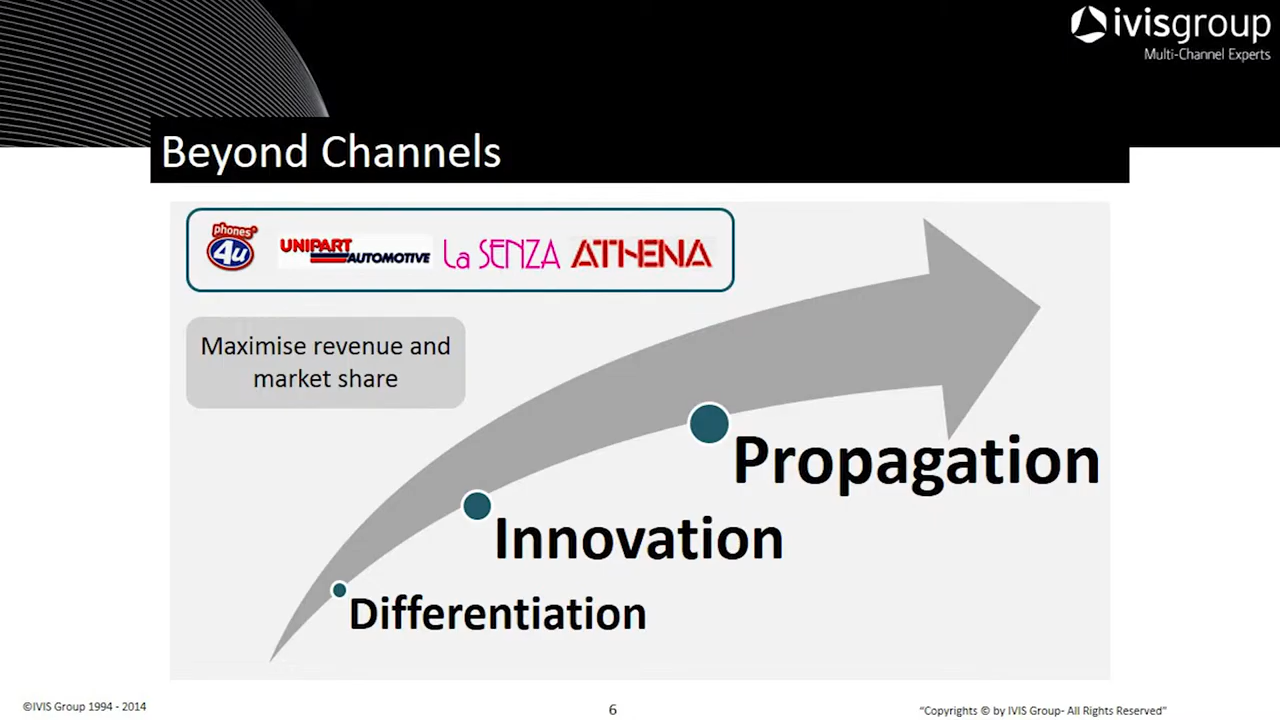 ivisgroup
Multi-Channel Experts
Beyond Channels
phones
4u
UNIPART
AUTOMOTIVE
La SENZA
ATHENA
Maximise revenue and
market share
Propagation
Innovation
Differentiation
©IVIS Group 1994 - 2014
6
“Copyrights © by IVIS Group- All Rights Reserved”